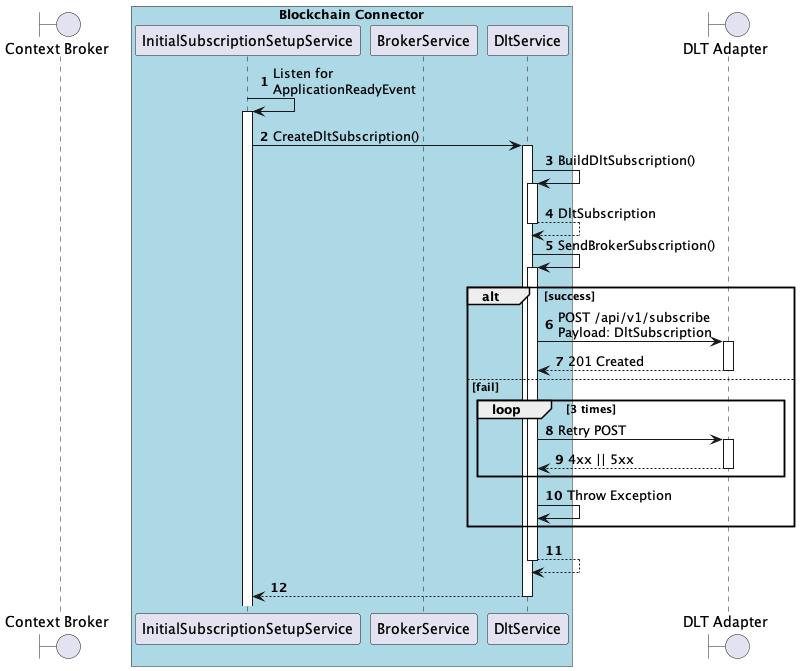 Blockchain Connector
Context Broker
InitialSubscriptionSetupService
BrokerService
DltService
DLT Adapter
1 Listen for
ApplicationReadyEvent
2 CreateDltSubscription()
3 BuildDltSubscription()
4 DltSubscription
5 SendBrokerSubscription()
alt [success]
6 POST /api/v1/subscribe
Payload: DltSubscription
7 201 Created
[fail]
loop [3 times]
8 Retry POST
9 4xx || 5xx
10 Throw Exception
11
12
Context Broker
InitialSubscriptionSetupService
BrokerService
DltService
DLT Adapter